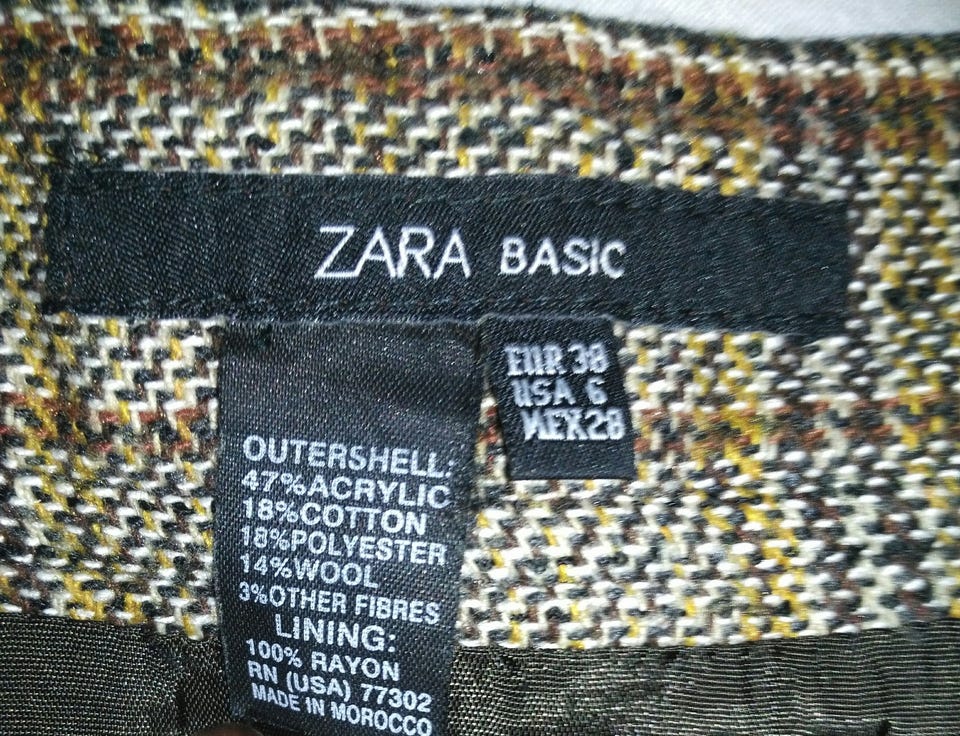 ZARA BASIC
EUR 38
USA 6
MEX 28
OUTERSHELL:
47%ACRYLIC
18%COTTON
18%POLYESTER
14%WOOL
3%OTHER FIBRES
LINING:
100% RAYON
RN (USA) 77302
MADE IN MOROCCO